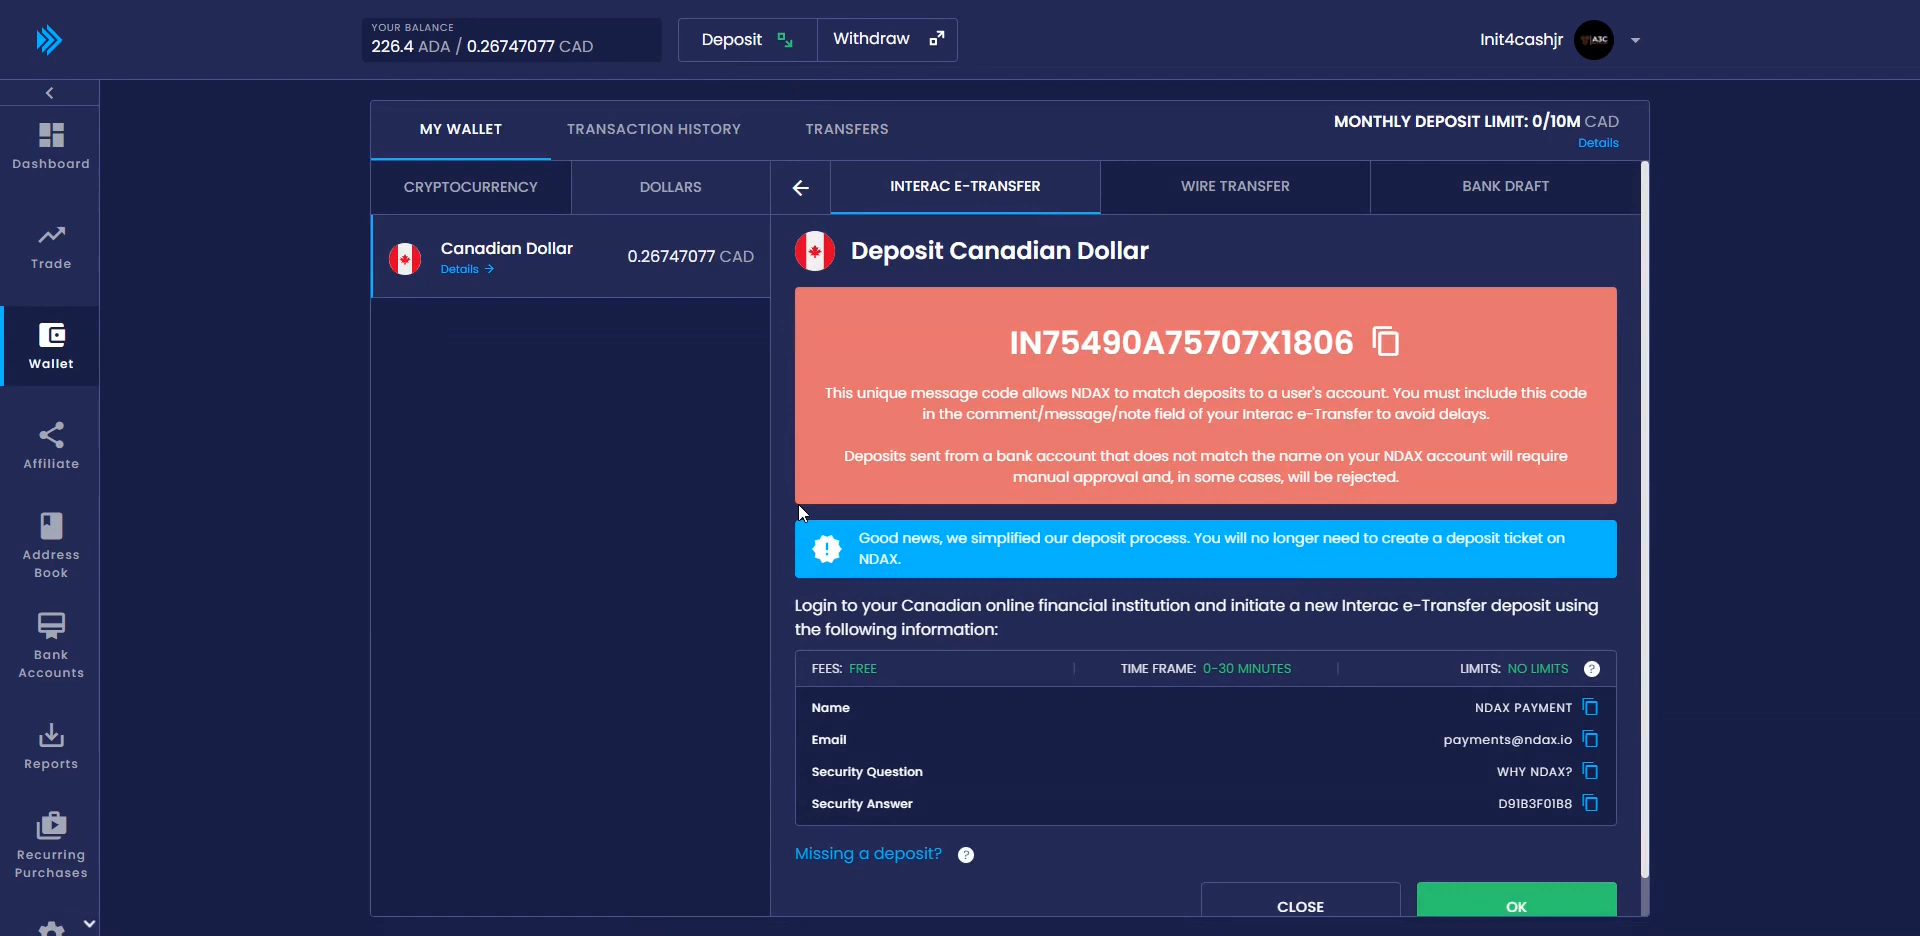 YOUR BALANCE
226.4 ADA / 0.26747077 CAD
Deposit
Withdraw
Init4cashjr
A3C
Dashboard
Trade
Wallet
Affiliate
Address
Book
Bank
Accounts
Reports
Recurring
Purchases
MY WALLET
TRANSACTION HISTORY
TRANSFERS
MONTHLY DEPOSIT LIMIT: 0/10M CAD
Details
CRYPTOCURRENCY
DOLLARS
INTERAC E-TRANSFER
WIRE TRANSFER
BANK DRAFT
Canadian Dollar
Details →
0.26747077 CAD
Deposit Canadian Dollar
IN75490A75707X1806
This unique message code allows NDAX to match deposits to a user's account. You must include this code
in the comment/message/note field of your Interac e-Transfer to avoid delays.
Deposits sent from a bank account that does not match the name on your NDAX account will require
manual approval and, in some cases, will be rejected.
Good news, we simplified our deposit process. You will no longer need to create a deposit ticket on
NDAX.
Login to your Canadian online financial institution and initiate a new Interac e-Transfer deposit using
the following information:
FEES: FREE
TIME FRAME: 0-30 MINUTES
LIMITS: NO LIMITS ?
Name
NDAX PAYMENT
Email
payments@ndax.io
Security Question
WHY NDAX?
Security Answer
D91B3F01B8
Missing a deposit? ?
CLOSE
OK